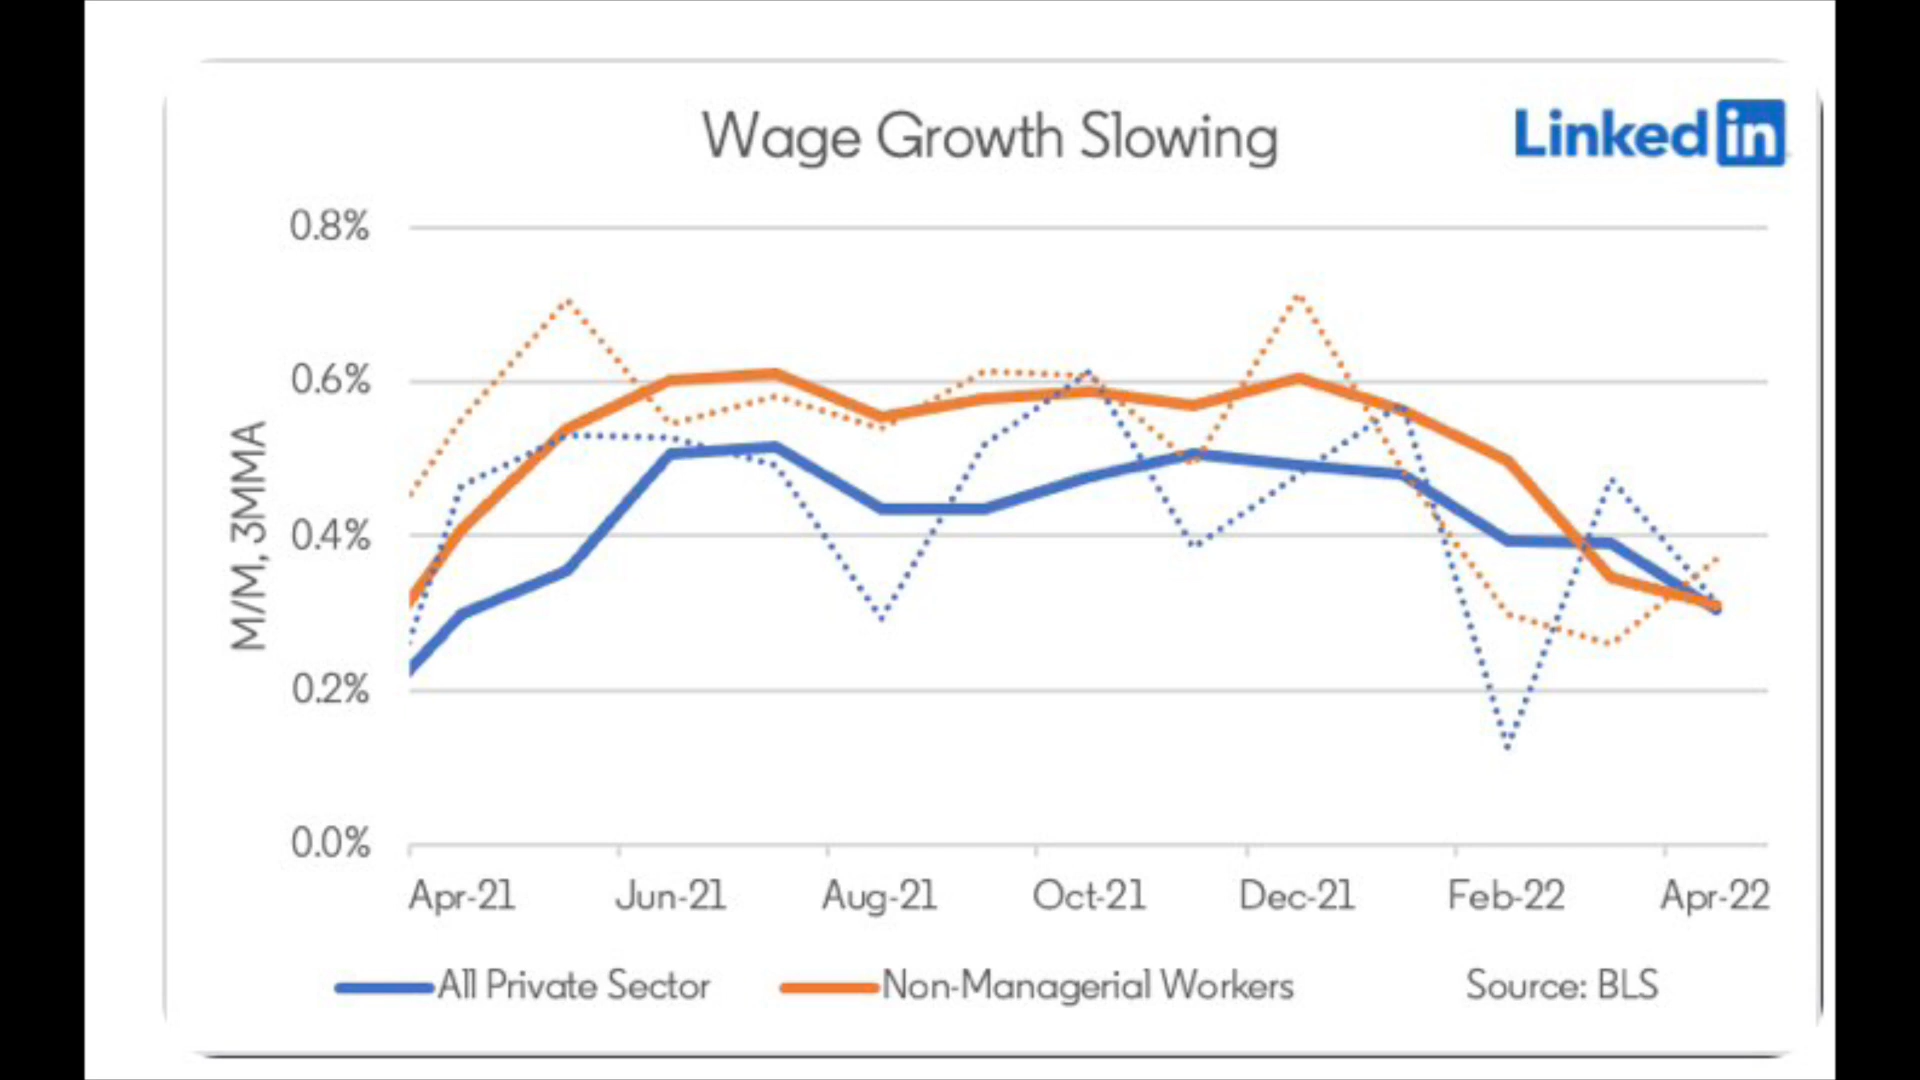 Wage Growth Slowing
LinkedIn
0.8%
0.6%
0.4%
0.2%
0.0%
M/M, 3MMA
Apr-21 Jun-21 Aug-21 Oct-21 Dec-21 Feb-22 Apr-22
All Private Sector Non-Managerial Workers Source: BLS